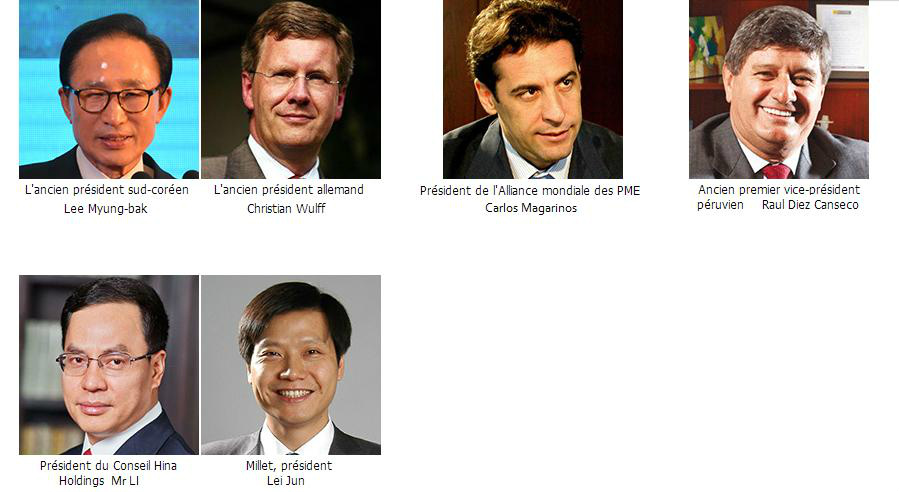 L'ancien président sud-coréen
Lee Myung-bak
L'ancien président allemand
Christian Wulff
Président de l'Alliance mondiale des PME
Carlos Magarinos
Ancien premier vice-président
péruvien Raul Diez Canseco
Président du Conseil Hina
Holdings Mr LI
Millet, président
Lei Jun